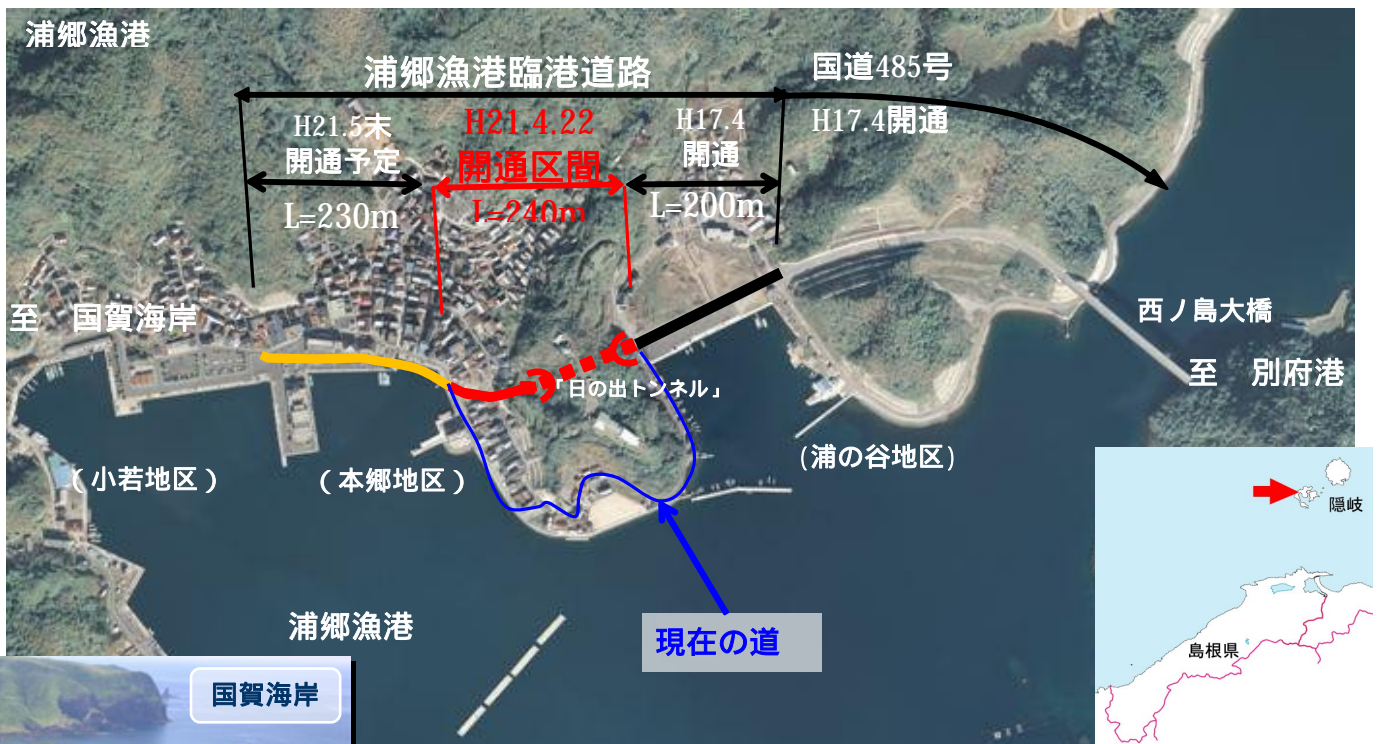 浦郷漁港
浦郷漁港臨港道路
国道485号
H17.4開通
H21.5末
開通予定
L=230m
H21.4.22
開通区間
L=240m
H17.4
開通
L=200m
至　国賀海岸
西ノ島大橋
至　別府港
「日の出トンネル」
（小若地区）
（本郷地区）
(浦の谷地区)
浦郷漁港
現在の道
国賀海岸
隠岐
島根県